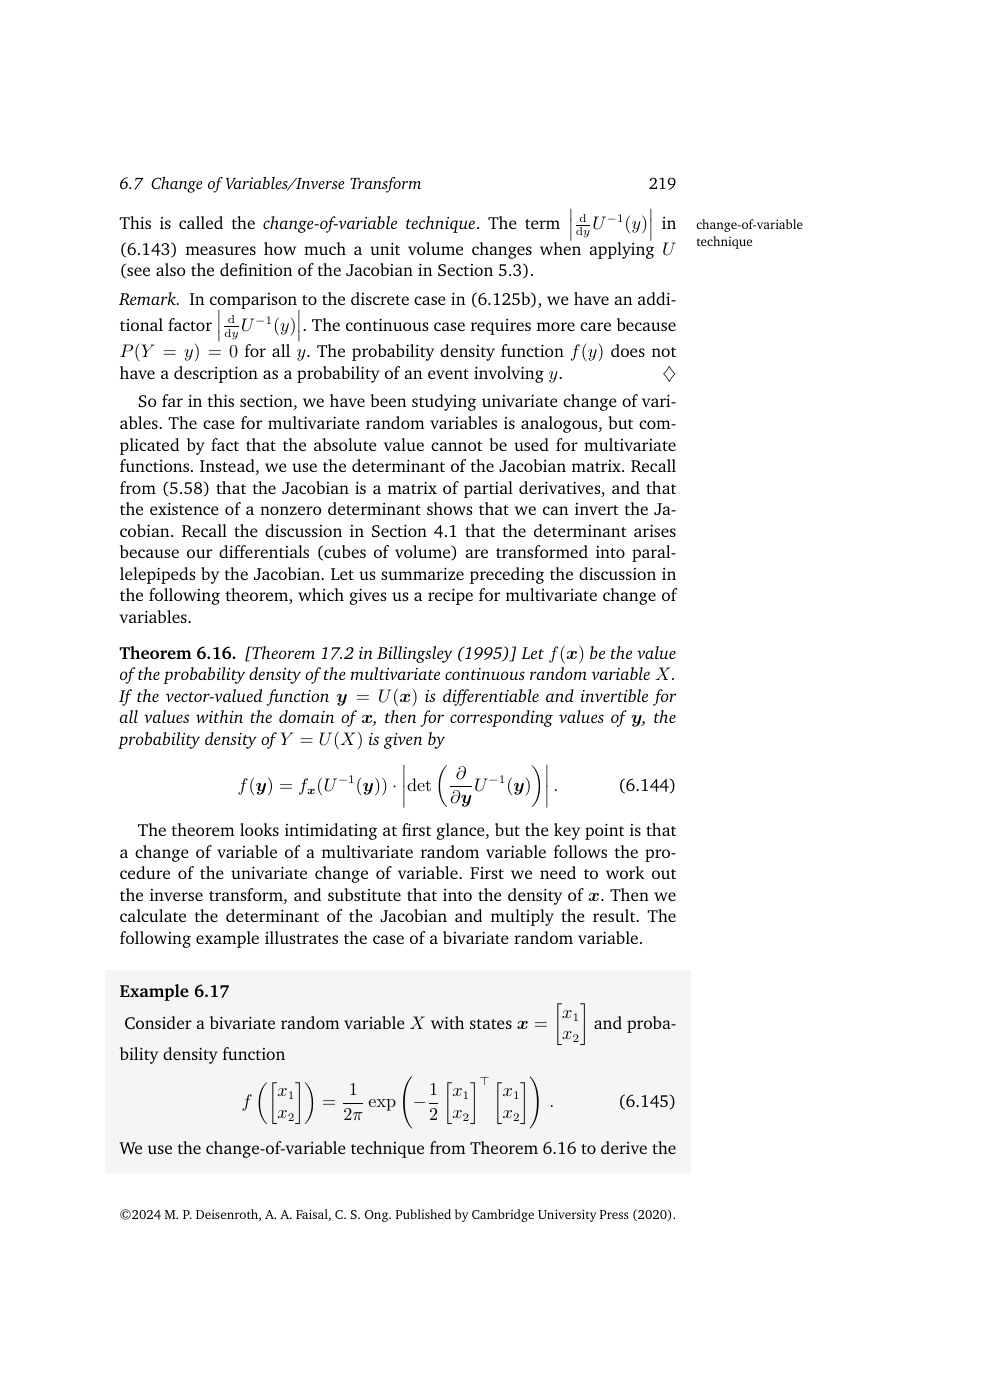 6.7 Change of Variables/Inverse Transform 219
This is called the change-of-variable technique. The term |d/dy U⁻¹(y)| in
change-of-variable
technique
(6.143) measures how much a unit volume changes when applying U
(see also the definition of the Jacobian in Section 5.3).
Remark. In comparison to the discrete case in (6.125b), we have an addi-
tional factor |d/dy U⁻¹(y)|. The continuous case requires more care because
P(Y = y) = 0 for all y. The probability density function f(y) does not
have a description as a probability of an event involving y. ♢
So far in this section, we have been studying univariate change of vari-
ables. The case for multivariate random variables is analogous, but com-
plicated by fact that the absolute value cannot be used for multivariate
functions. Instead, we use the determinant of the Jacobian matrix. Recall
from (5.58) that the Jacobian is a matrix of partial derivatives, and that
the existence of a nonzero determinant shows that we can invert the Ja-
cobian. Recall the discussion in Section 4.1 that the determinant arises
because our differentials (cubes of volume) are transformed into paral-
lelepipeds by the Jacobian. Let us summarize preceding the discussion in
the following theorem, which gives us a recipe for multivariate change of
variables.
Theorem 6.16. [Theorem 17.2 in Billingsley (1995)] Let f(x) be the value
of the probability density of the multivariate continuous random variable X.
If the vector-valued function y = U(x) is differentiable and invertible for
all values within the domain of x, then for corresponding values of y, the
probability density of Y = U(X) is given by
f(y) = fₓ(U⁻¹(y)) · |det (∂/∂y U⁻¹(y))| . (6.144)
The theorem looks intimidating at first glance, but the key point is that
a change of variable of a multivariate random variable follows the pro-
cedure of the univariate change of variable. First we need to work out
the inverse transform, and substitute that into the density of x. Then we
calculate the determinant of the Jacobian and multiply the result. The
following example illustrates the case of a bivariate random variable.
Example 6.17
Consider a bivariate random variable X with states x = [x₁ x₂] and proba-
bility density function
f([x₁ x₂]) = 1/2π exp(−1/2 [x₁ x₂]⊤ [x₁ x₂]) . (6.145)
We use the change-of-variable technique from Theorem 6.16 to derive the
©2024 M. P. Deisenroth, A. A. Faisal, C. S. Ong. Published by Cambridge University Press (2020).